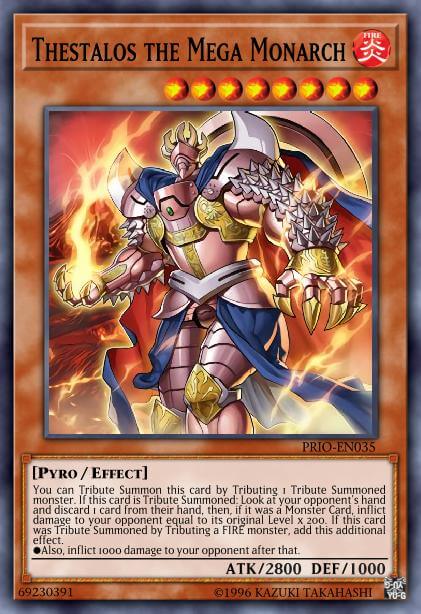 THESTALOS THE MEGA MONARCH
FIRE
炎
PRIO-EN035
[PYRO / EFFECT]
You can Tribute Summon this card by Tributing 1 Tribute Summoned
monster. If this card is Tribute Summoned: Look at your opponent's hand
and discard 1 card from their hand, then, if it was a Monster Card, inflict
damage to your opponent equal to its original Level x 200. If this card
was Tribute Summoned by Tributing a FIRE monster, add this additional
effect.
●Also, inflict 1000 damage to your opponent after that.
ATK/2800 DEF/1000
69230391
©1996 KAZUKI TAKAHASHI